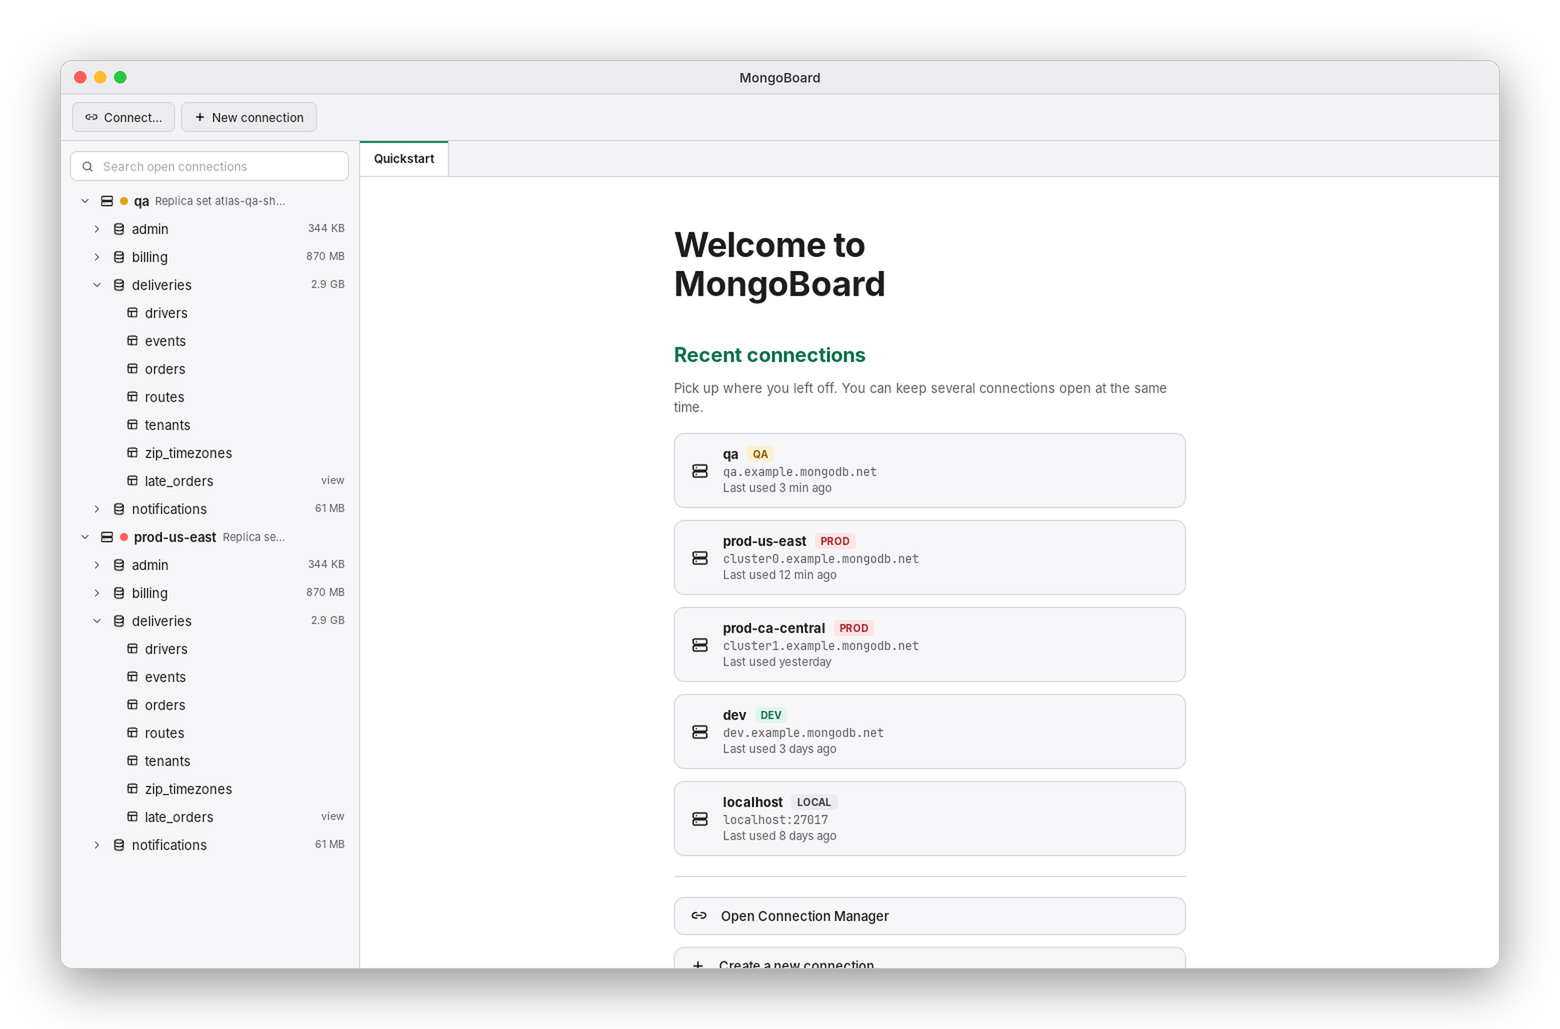 MongoBoard
Connect...
New connection
Search open connections
qa Replica set atlas-qa-sh...
admin 344 KB
billing 870 MB
deliveries 2.9 GB
drivers
events
orders
routes
tenants
zip_timezones
late_orders view
notifications 61 MB
prod-us-east Replica se...
admin 344 KB
billing 870 MB
deliveries 2.9 GB
drivers
events
orders
routes
tenants
zip_timezones
late_orders view
notifications 61 MB
Quickstart
Welcome to
MongoBoard
Recent connections
Pick up where you left off. You can keep several connections open at the same
time.
qa QA
qa.example.mongodb.net
Last used 3 min ago
prod-us-east PROD
cluster0.example.mongodb.net
Last used 12 min ago
prod-ca-central PROD
cluster1.example.mongodb.net
Last used yesterday
dev DEV
dev.example.mongodb.net
Last used 3 days ago
localhost LOCAL
localhost:27017
Last used 8 days ago
Open Connection Manager
Create a new connection